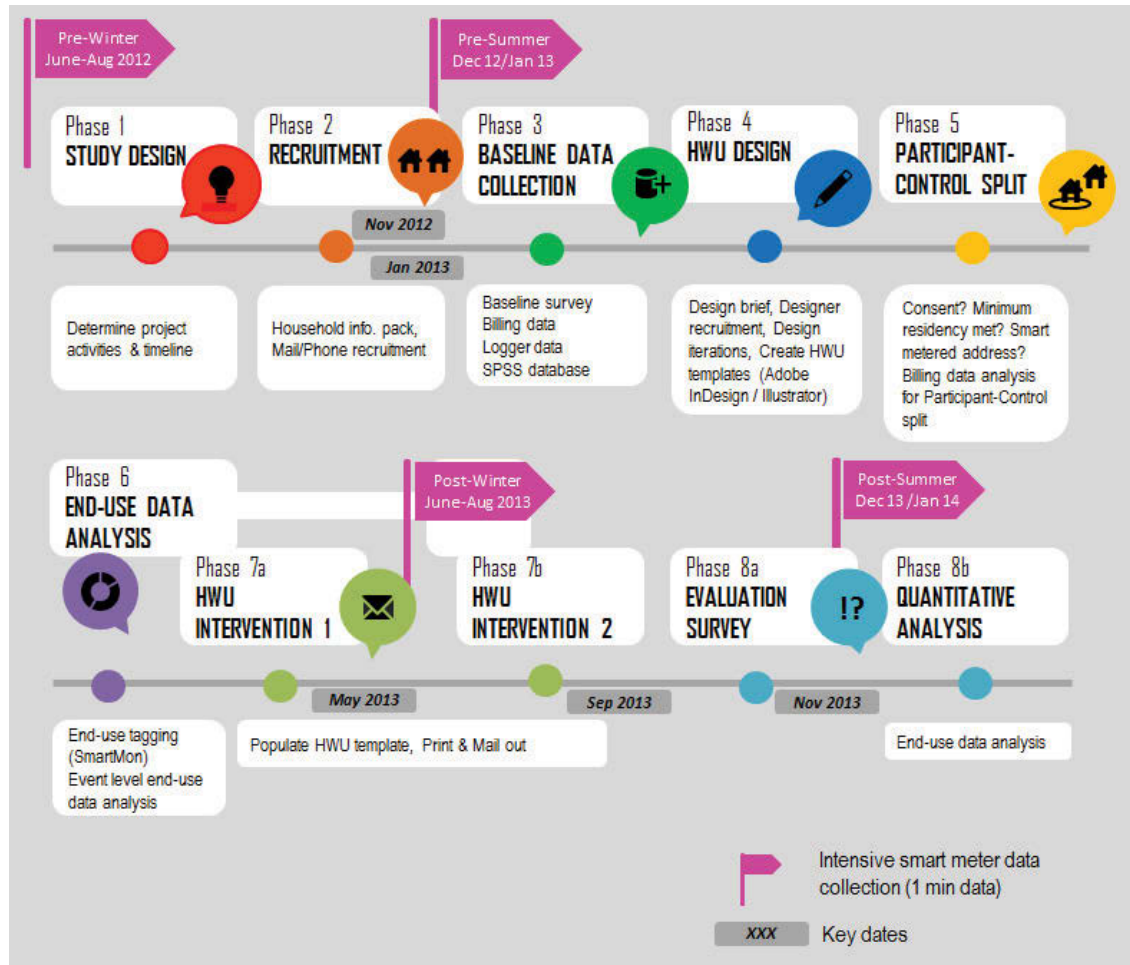 Pre-Winter
June-Aug 2012
Pre-Summer
Dec 12/Jan 13
Phase 1
STUDY DESIGN
Phase 2
RECRUITMENT
Phase 3
BASELINE DATA
COLLECTION
Phase 4
HWU DESIGN
Phase 5
PARTICIPANT-
CONTROL SPLIT
Nov 2012
Jan 2013
Determine project
activities & timeline
Household info. pack,
Mail/Phone recruitment
Baseline survey
Billing data
Logger data
SPSS database
Design brief, Designer
recruitment, Design
iterations, Create HWU
templates (Adobe
InDesign / Illustrator)
Consent? Minimum
residency met? Smart
metered address?
Billing data analysis
for Participant-Control
split
Phase 6
END-USE DATA
ANALYSIS
Post-Winter
June-Aug 2013
Post-Summer
Dec 13/Jan 14
Phase 7a
HWU
INTERVENTION 1
Phase 7b
HWU
INTERVENTION 2
Phase 8a
EVALUATION
SURVEY
!?
Phase 8b
QUANTITATIVE
ANALYSIS
May 2013
Sep 2013
Nov 2013
End-use tagging
(SmartMon)
Event level end-use
data analysis
Populate HWU template, Print & Mail out
End-use data analysis
Intensive smart meter data
collection (1 min data)
XXX
Key dates